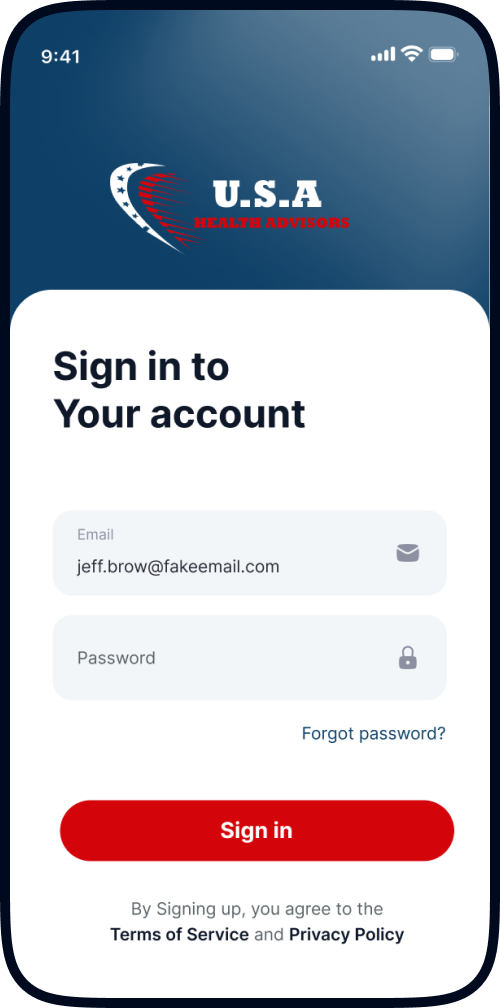 9:41
U.S.A
HEALTH ADVISORS
Sign in to
Your account
Email
jeff.brow@fakeemail.com
Password
Forgot password?
Sign in
By Signing up, you agree to the
Terms of Service and Privacy Policy